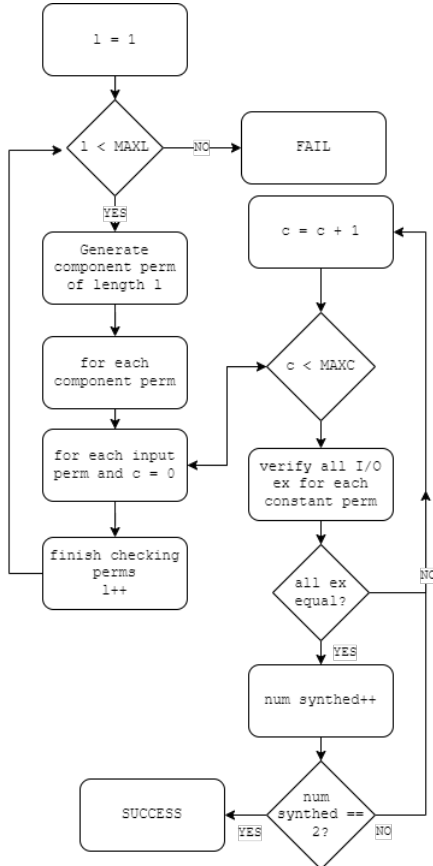 l = 1
l < MAXL
NO
FAIL
YES
Generate
component perm
of length l
c = c + 1
for each
component perm
c < MAXC
for each input
perm and c = 0
verify all I/O
ex for each
constant perm
finish checking
perms
l++
all ex
equal?
NO
YES
num synthed++
num
synthed ==
2?
SUCCESS
YES
NO